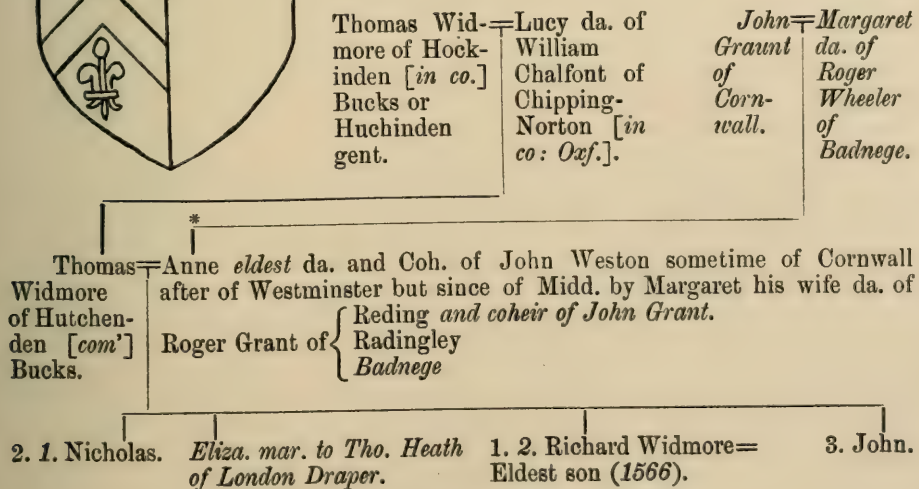 Thomas Wid-
more of Hock-
inden [in co.]
Bucks or
Huchinden
gent.
Lucy da. of
William
Chalfont of
Chipping-
Norton [in
co: Oxf.].
John
Graunt
of
Corn-
wall.
Margaret
da. of
Roger
Wheeler
of
Badnege.
*
Thomas
Widmore
of Hutchen-
den [com']
Bucks.
Anne eldest da. and Coh. of John Weston sometime of Cornwall
after of Westminster but since of Midd. by Margaret his wife da. of
Roger Grant of
Reding and coheir of John Grant.
Radingley
Badnege
2. 1. Nicholas.
Eliza. mar. to Tho. Heath
of London Draper.
1. 2. Richard Widmore=
Eldest son (1566).
3. John.